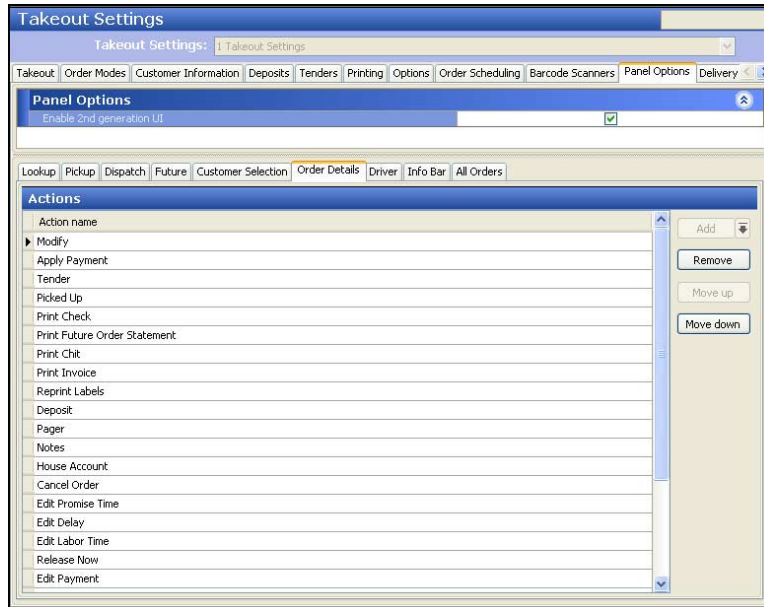 Takeout Settings
Takeout Settings: 1 Takeout Settings
Takeout Order Modes Customer Information Deposits Tenders Printing Options Order Scheduling Barcode Scanners Panel Options Delivery
Panel Options
Enable 2nd generation UI
Lookup Pickup Dispatch Future Customer Selection Order Details Driver Info Bar All Orders
Actions
Action name
Add
Modify
Apply Payment
Remove
Tender
Picked Up
Move up
Print Check
Move down
Print Future Order Statement
Print Chit
Print Invoice
Reprint Labels
Deposit
Pager
Notes
House Account
Cancel Order
Edit Promise Time
Edit Delay
Edit Labor Time
Release Now
Edit Payment